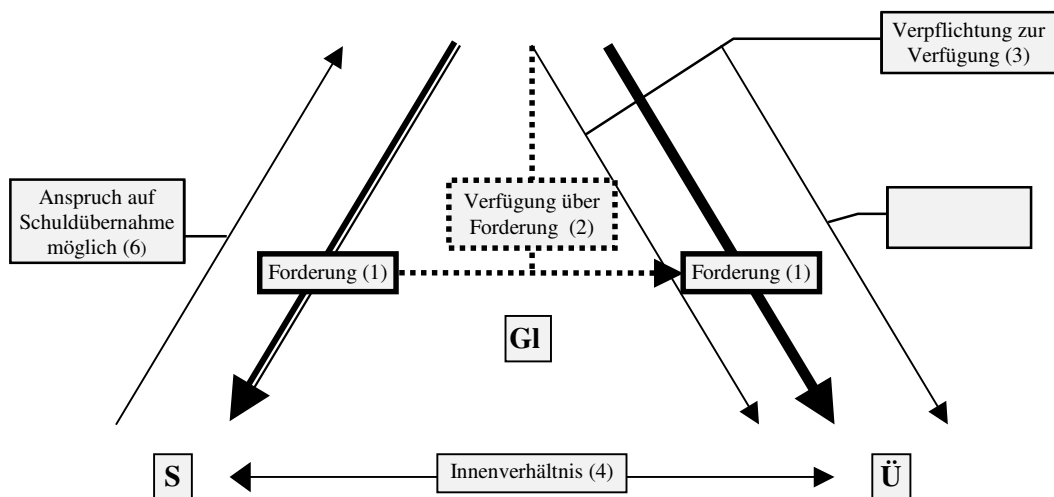 Verpflichtung zur
Verfügung (3)
Anspruch auf
Schuldübernahme
möglich (6)
Verfügung über
Forderung (2)
Forderung (1)
Forderung (1)
Gl
S
Innenverhältnis (4)
Ü